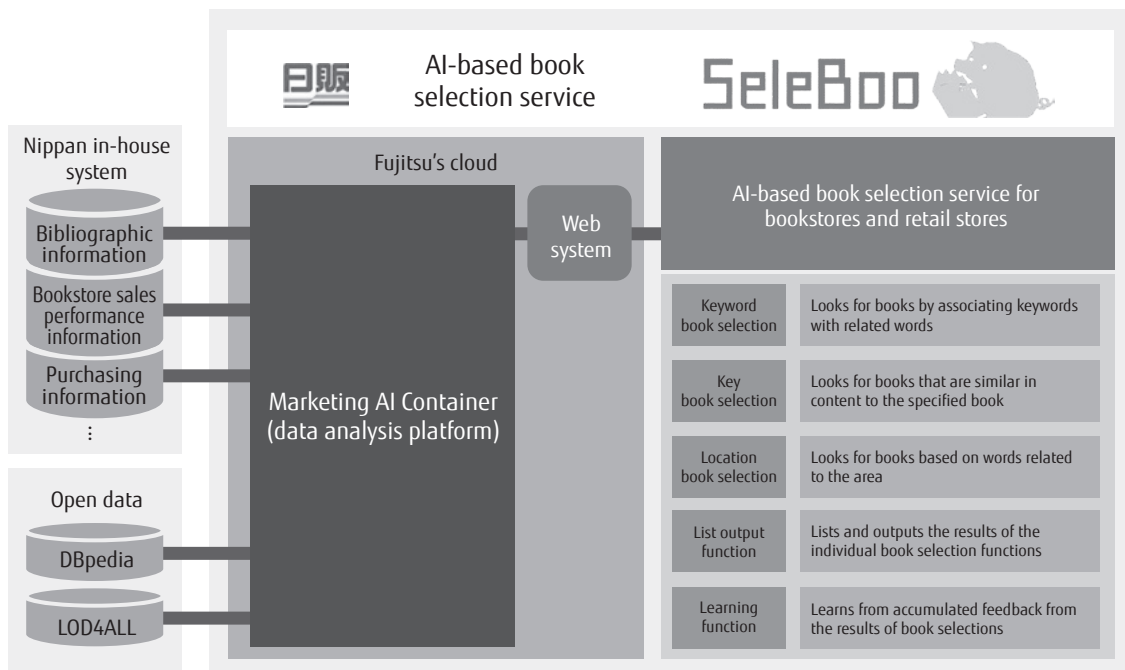 日販
AI-based book
selection service
SeleBoo
Nippan in-house
system
Bibliographic
information
Bookstore sales
performance
information
Purchasing
information
⋮
Open data
DBpedia
LOD4ALL
Fujitsu's cloud
Marketing AI Container
(data analysis platform)
Web
system
AI-based book selection service for
bookstores and retail stores
Keyword
book selection
Looks for books by associating keywords
with related words
Key
book selection
Looks for books that are similar in
content to the specified book
Location
book selection
Looks for books based on words related
to the area
List output
function
Lists and outputs the results of the
individual book selection functions
Learning
function
Learns from accumulated feedback from
the results of book selections